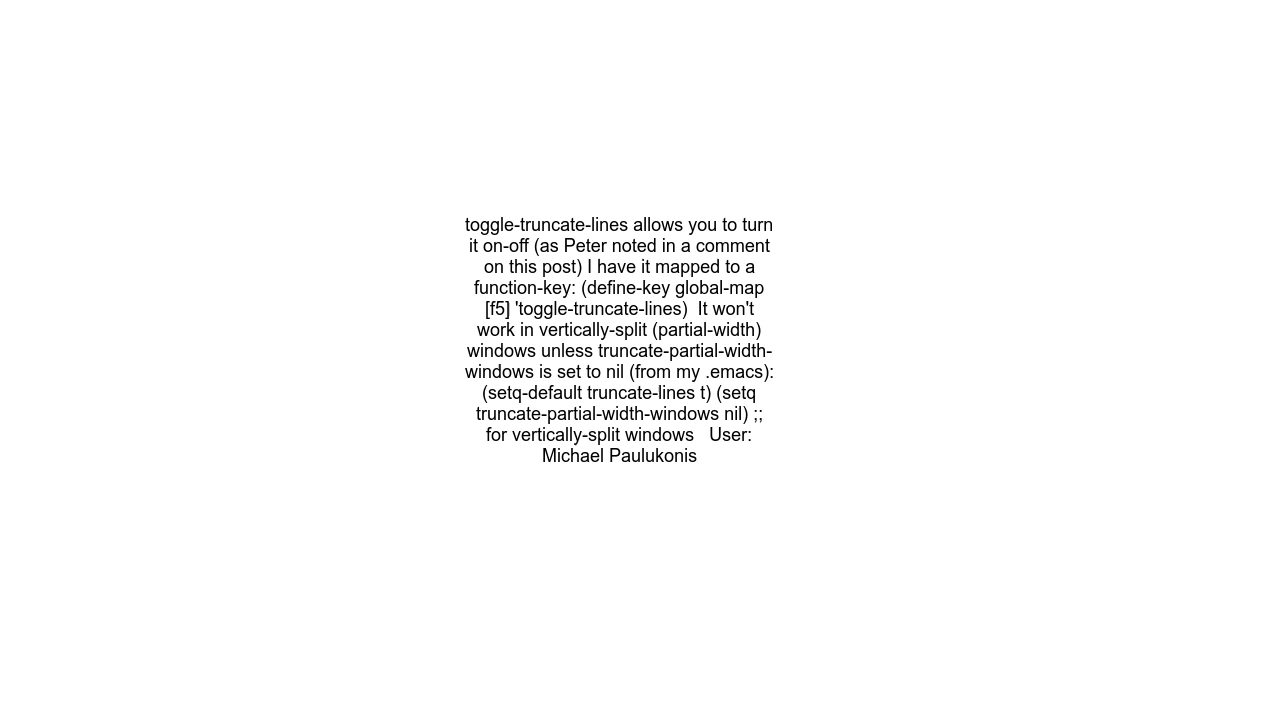 toggle-truncate-lines allows you to turn
it on-off (as Peter noted in a comment
on this post) I have it mapped to a
function-key: (define-key global-map
[f5] 'toggle-truncate-lines)  It won't
work in vertically-split (partial-width)
windows unless truncate-partial-width-
windows is set to nil (from my .emacs):
(setq-default truncate-lines t) (setq
truncate-partial-width-windows nil) ;;
for vertically-split windows   User:
Michael Paulukonis